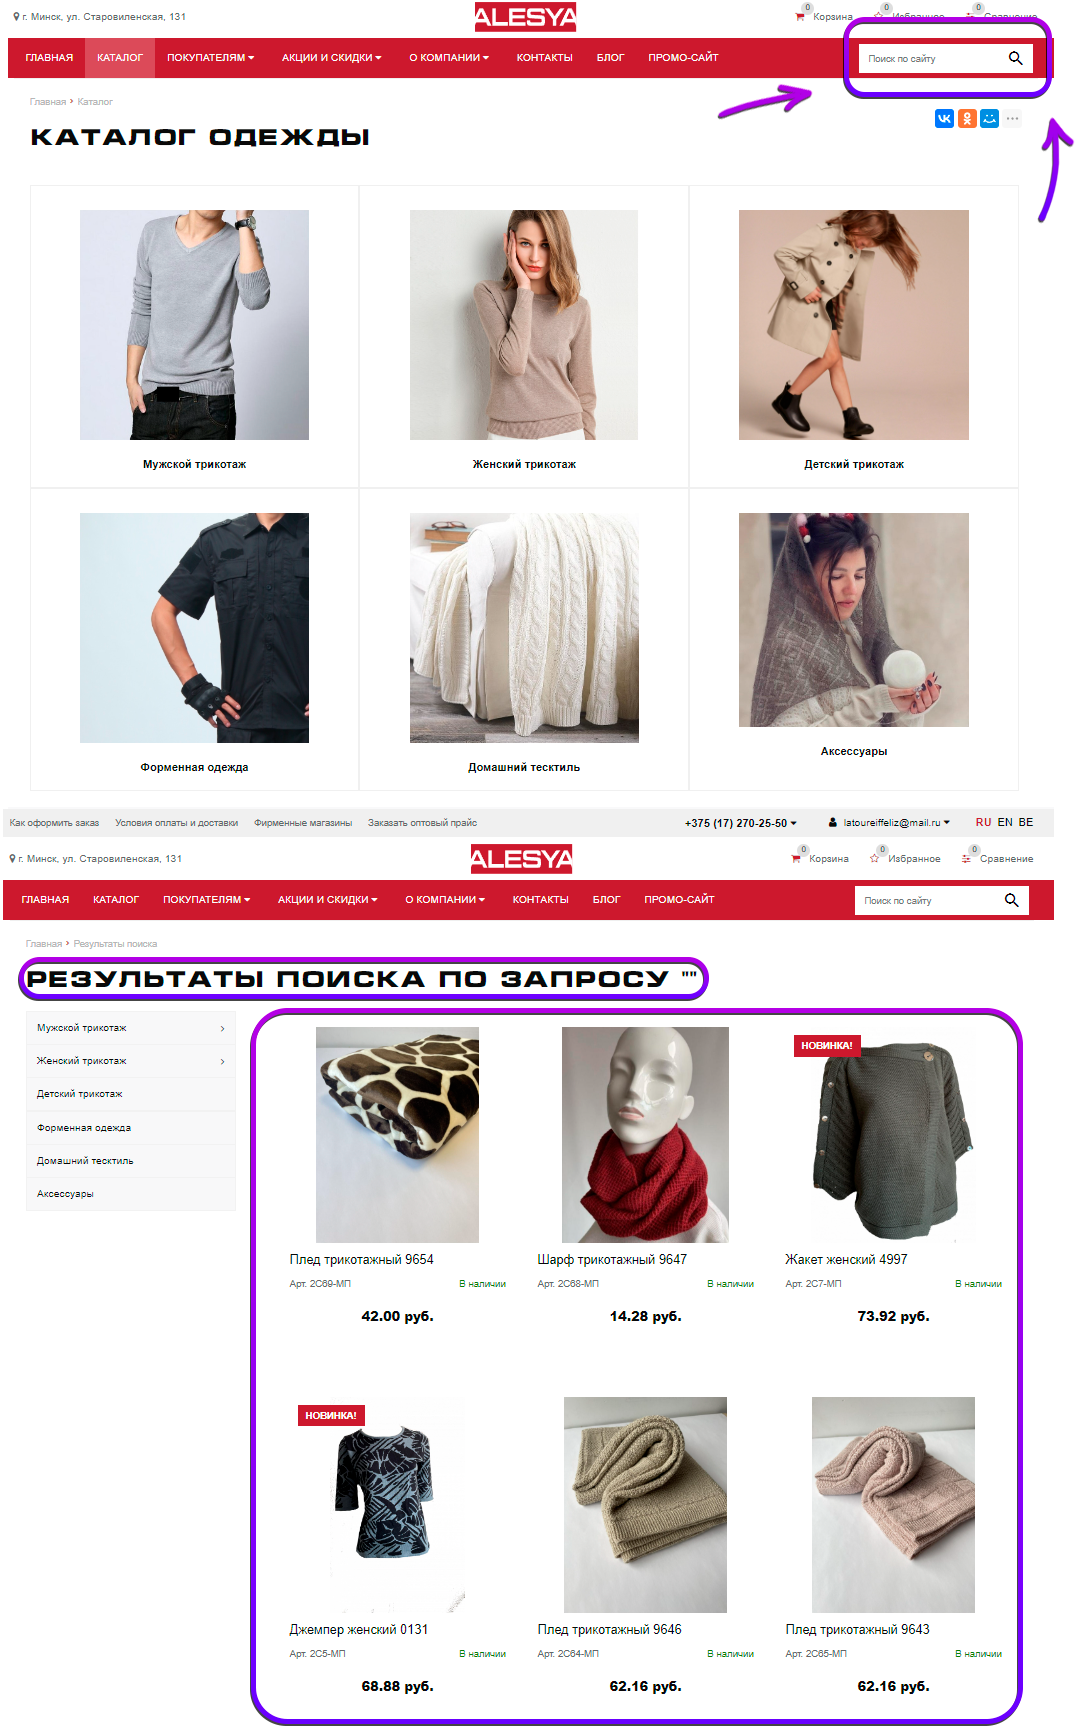 г. Минск, ул. Старовиленская, 131
ALESYA
0 Корзина 0 Избранное 0 Сравнение
ГЛАВНАЯ КАТАЛОГ ПОКУПАТЕЛЯМ АКЦИИ И СКИДКИ О КОМПАНИИ КОНТАКТЫ БЛОГ ПРОМО-САЙТ Поиск по сайту
Главная > Каталог
КАТАЛОГ ОДЕЖДЫ
Мужской трикотаж Женский трикотаж Детский трикотаж
Форменная одежда Домашний тескстиль Аксессуары
Как оформить заказ Условия оплаты и доставки Фирменные магазины Заказать оптовый прайс +375 (17) 270-25-50 latoureiffeliz@mail.ru RU EN BE
г. Минск, ул. Старовиленская, 131
ALESYA
0 Корзина 0 Избранное 0 Сравнение
ГЛАВНАЯ КАТАЛОГ ПОКУПАТЕЛЯМ АКЦИИ И СКИДКИ О КОМПАНИИ КОНТАКТЫ БЛОГ ПРОМО-САЙТ Поиск по сайту
Главная > Результаты поиска
РЕЗУЛЬТАТЫ ПОИСКА ПО ЗАПРОСУ ""
Мужской трикотаж
Женский трикотаж
Детский трикотаж
Форменная одежда
Домашний тесктиль
Аксессуары
НОВИНКА!
Плед трикотажный 9654 Шарф трикотажный 9647 Жакет женский 4997
Арт. 2С69-МП В наличии Арт. 2С68-МП В наличии Арт. 2С7-МП В наличии
42.00 руб. 14.28 руб. 73.92 руб.
НОВИНКА!
Джемпер женский 0131 Плед трикотажный 9646 Плед трикотажный 9643
Арт. 2С5-МП В наличии Арт. 2С64-МП В наличии Арт. 2С65-МП В наличии
68.88 руб. 62.16 руб. 62.16 руб.